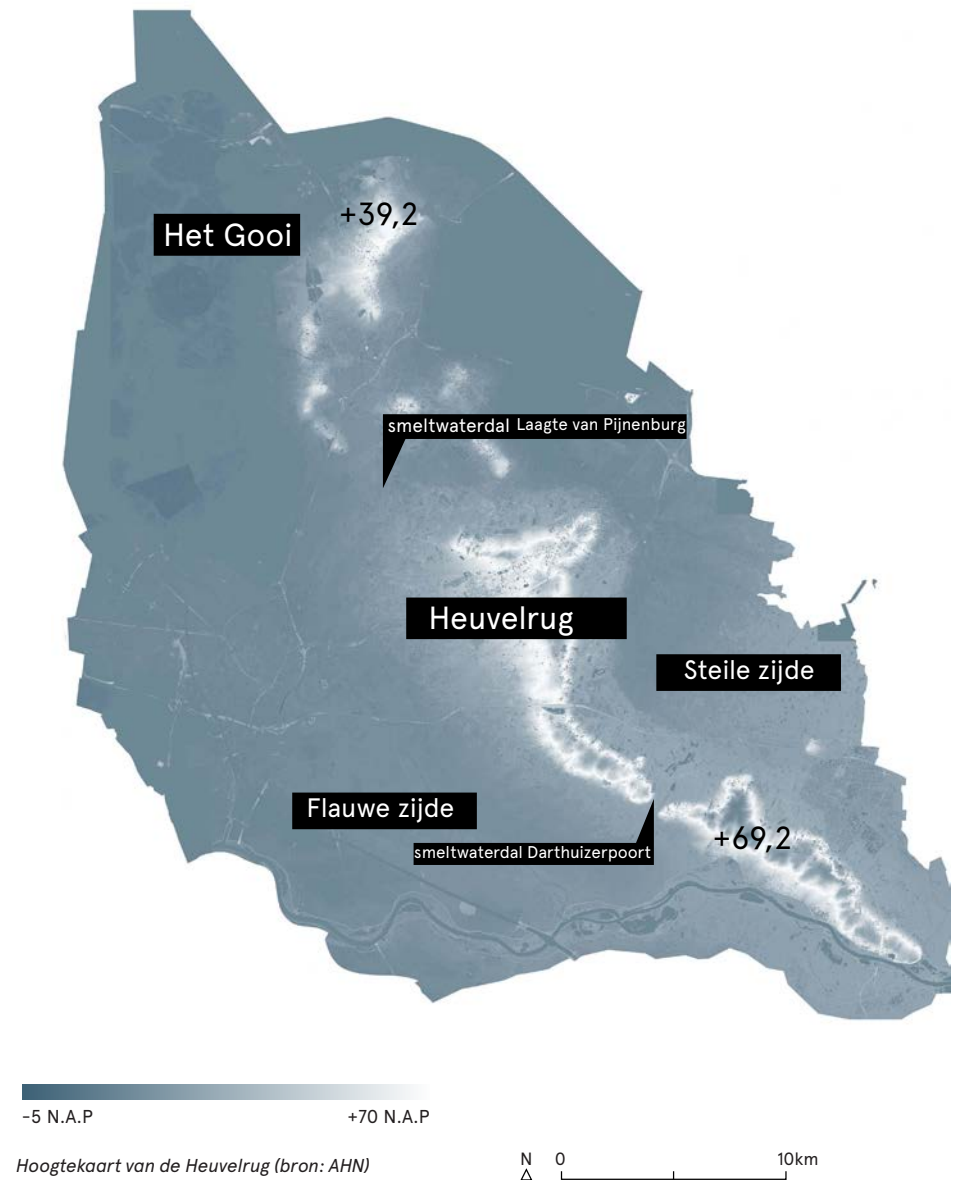 +39,2
Het Gooi
smeltwaterdal Laagte van Pijnenburg
Heuvelrug
Steile zijde
Flauwe zijde
+69,2
smeltwaterdal Darthuizerpoort
-5 N.A.P
+70 N.A.P
Hoogtekaart van de Heuvelrug (bron: AHN)
N 0 10km